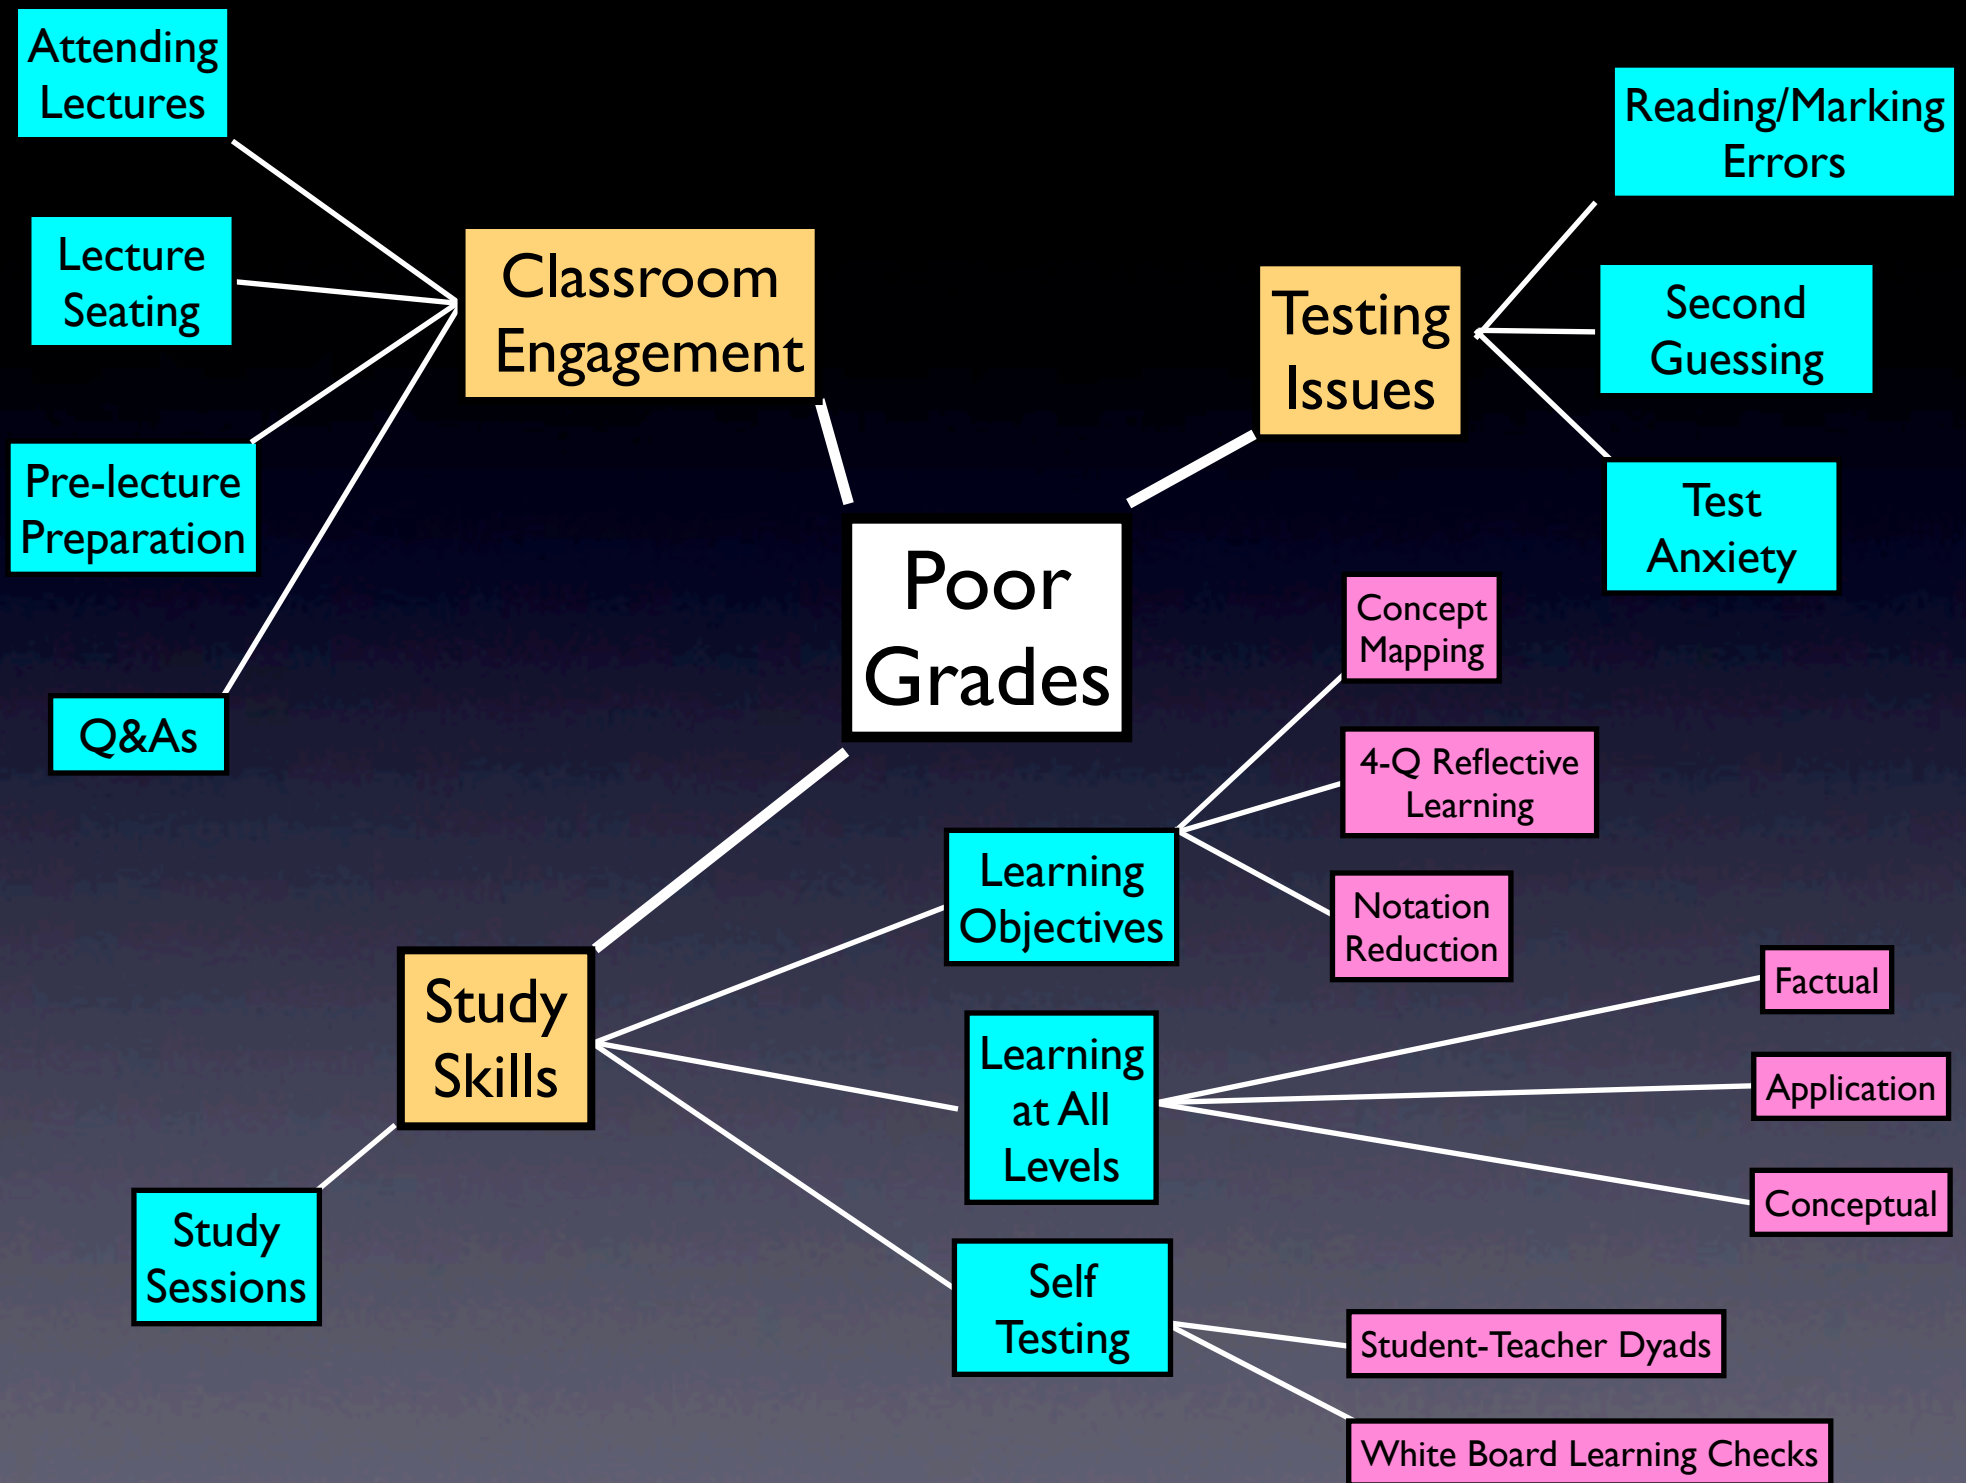 Attending
Lectures
Lecture
Seating
Pre-lecture
Preparation
Q&As
Classroom
Engagement
Testing
Issues
Reading/Marking
Errors
Second
Guessing
Test
Anxiety
Poor
Grades
Study
Skills
Study
Sessions
Learning
Objectives
Concept
Mapping
4-Q Reflective
Learning
Notation
Reduction
Learning
at All
Levels
Factual
Application
Conceptual
Self
Testing
Student-Teacher Dyads
White Board Learning Checks